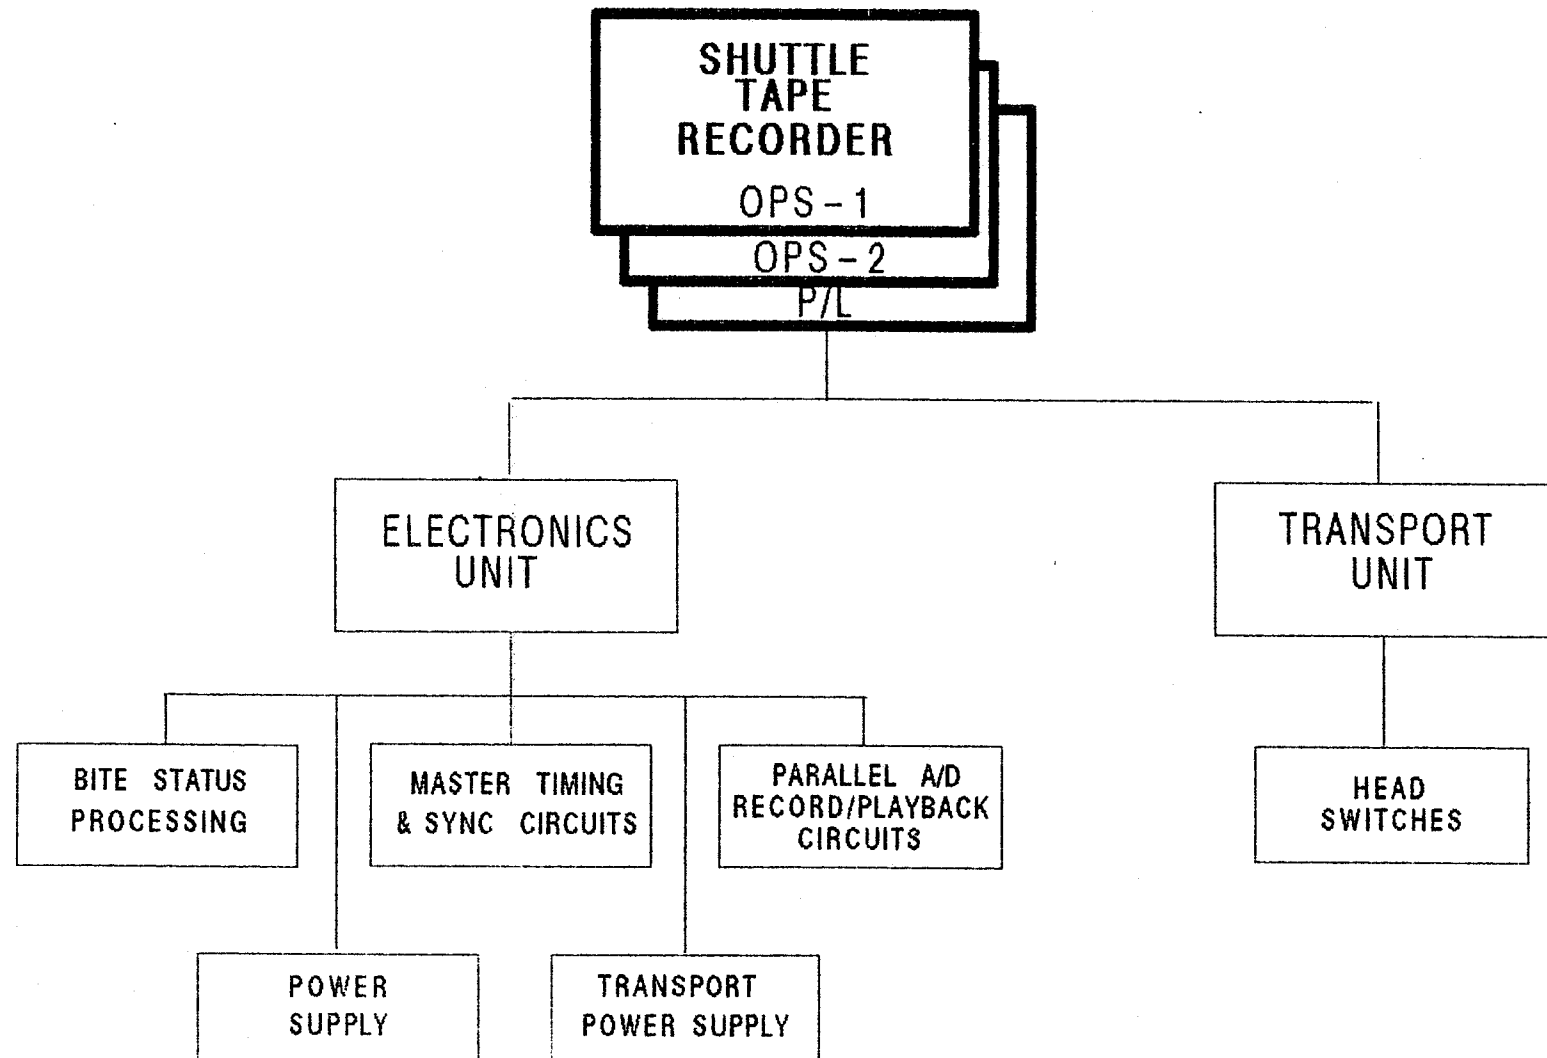 SHUTTLE
TAPE
RECORDER
OPS - 1
OPS - 2
P/L
ELECTRONICS
UNIT
TRANSPORT
UNIT
BITE STATUS
PROCESSING
MASTER TIMING
& SYNC CIRCUITS
PARALLEL A/D
RECORD/PLAYBACK
CIRCUITS
HEAD
SWITCHES
POWER
SUPPLY
TRANSPORT
POWER SUPPLY